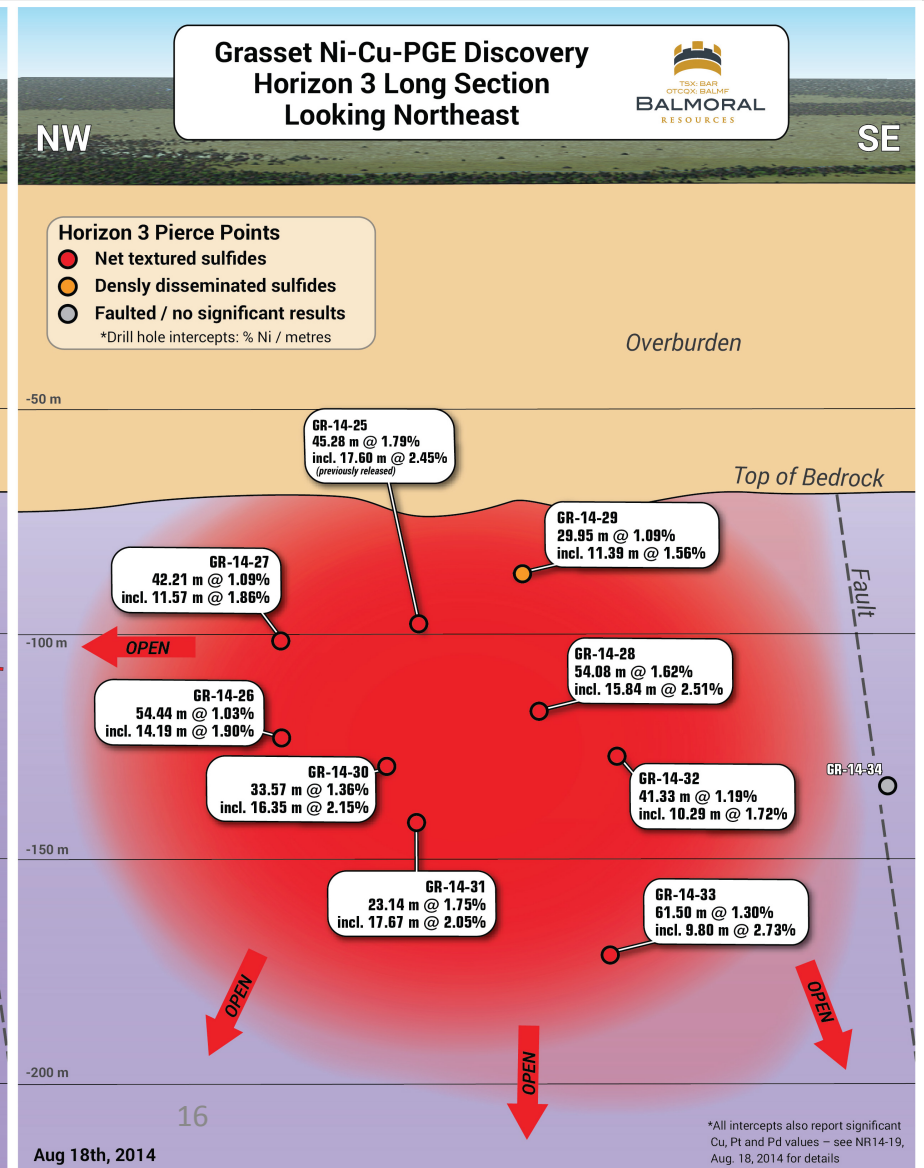 Grasset Ni-Cu-PGE Discovery
Horizon 3 Long Section
Looking Northeast
TSX: BAR
OTCQX: BALMF
BALMORAL
RESOURCES
NW
SE
Horizon 3 Pierce Points
Net textured sulfides
Densly disseminated sulfides
Faulted / no significant results
*Drill hole intercepts: % Ni / metres
Overburden
-50 m
GR-14-25
45.28 m @ 1.79%
incl. 17.60 m @ 2.45%
(previously released)
Top of Bedrock
GR-14-29
29.95 m @ 1.09%
incl. 11.39 m @ 1.56%
GR-14-27
42.21 m @ 1.09%
incl. 11.57 m @ 1.86%
Fault
-100 m
OPEN
GR-14-28
54.08 m @ 1.62%
incl. 15.84 m @ 2.51%
GR-14-26
54.44 m @ 1.03%
incl. 14.19 m @ 1.90%
GR-14-30
33.57 m @ 1.36%
incl. 16.35 m @ 2.15%
GR-14-32
41.33 m @ 1.19%
incl. 10.29 m @ 1.72%
GR-14-34
-150 m
GR-14-31
23.14 m @ 1.75%
incl. 17.67 m @ 2.05%
GR-14-33
61.50 m @ 1.30%
incl. 9.80 m @ 2.73%
OPEN
OPEN
OPEN
-200 m
16
Aug 18th, 2014
*All intercepts also report significant
Cu, Pt and Pd values – see NR14-19,
Aug. 18, 2014 for details